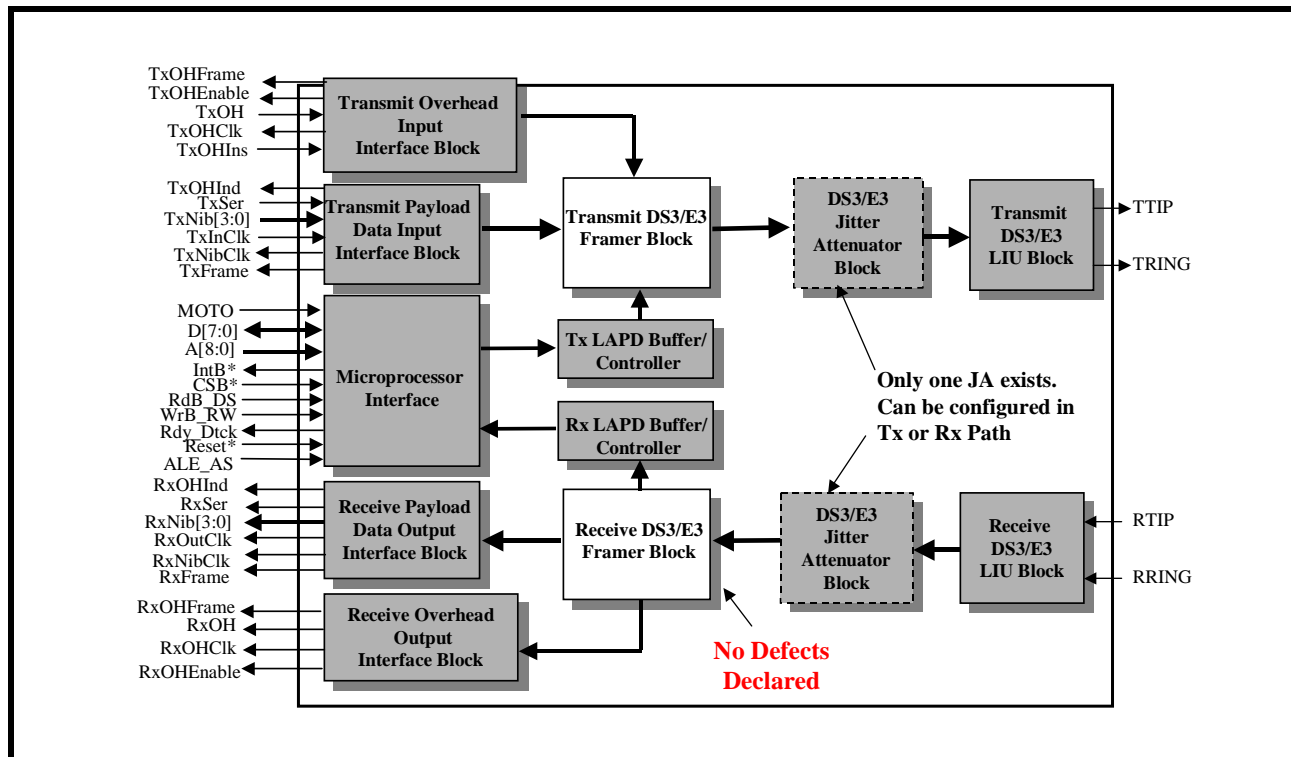 TxOHFrame
TxOHEnable
TxOH
TxOHClk
TxOHIns
Transmit Overhead
Input
Interface Block
TxOHInd
TxSer
TxNib[3:0]
TxInClk
TxNibClk
TxFrame
Transmit Payload
Data Input
Interface Block
Transmit DS3/E3
Framer Block
DS3/E3
Jitter
Attenuator
Block
Transmit
DS3/E3
LIU Block
TTIP
TRING
MOTO
D[7:0]
A[8:0]
IntB*
CSB*
RdB_DS
WrB_RW
Rdy_Dtck
Reset*
ALE_AS
Microprocessor
Interface
Tx LAPD Buffer/
Controller
Rx LAPD Buffer/
Controller
Only one JA exists.
Can be configured in
Tx or Rx Path
RxOHInd
RxSer
RxNib[3:0]
RxOutClk
RxNibClk
RxFrame
Receive Payload
Data Output
Interface Block
Receive DS3/E3
Framer Block
DS3/E3
Jitter
Attenuator
Block
Receive
DS3/E3
LIU Block
RTIP
RRING
RxOHFrame
RxOH
RxOHClk
RxOHEnable
Receive Overhead
Output
Interface Block
No Defects
Declared